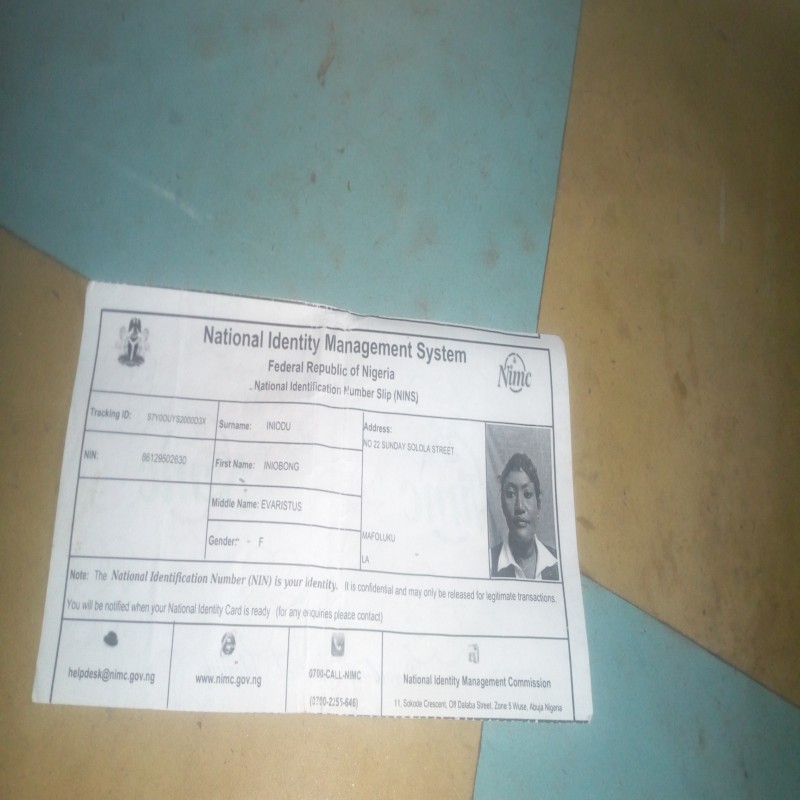 National Identity Management System
Federal Republic of Nigeria
National Identification Number Slip (NINS)
Nimc
Tracking ID:
NIN:
Surname:
First Name: INIOBONG
Middle Name: EVARISTUS
Gender: - F
Address:
NO 22 SUNDAY SOLOLA STREET
MAFOLUKU
LA
Note: The National Identification Number (NIN) is your identity. It is confidential and may only be released for legitimate transactions.
You will be notified when your National Identity Card is ready (for any enquiries please contact)
helpdesk@nimc.gov.ng
www.nimc.gov.ng
0700-CALL-NIMC
(0700-2255-646)
National Identity Management Commission
11, Sokode Crescent, Off Dalaba Street, Zone 5 Wuse, Abuja Nigeria